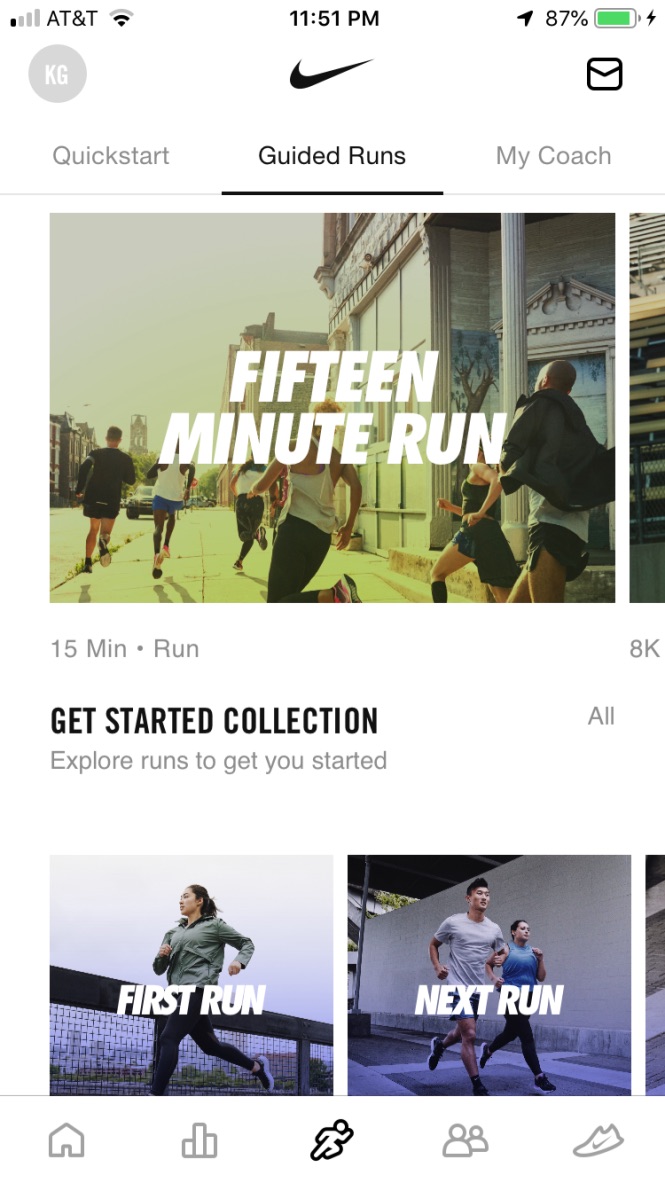 AT&T 11:51 PM 87%
KG
Quickstart Guided Runs My Coach
FIFTEEN
MINUTE RUN
15 Min • Run 8K
GET STARTED COLLECTION All
Explore runs to get you started
FIRST RUN NEXT RUN